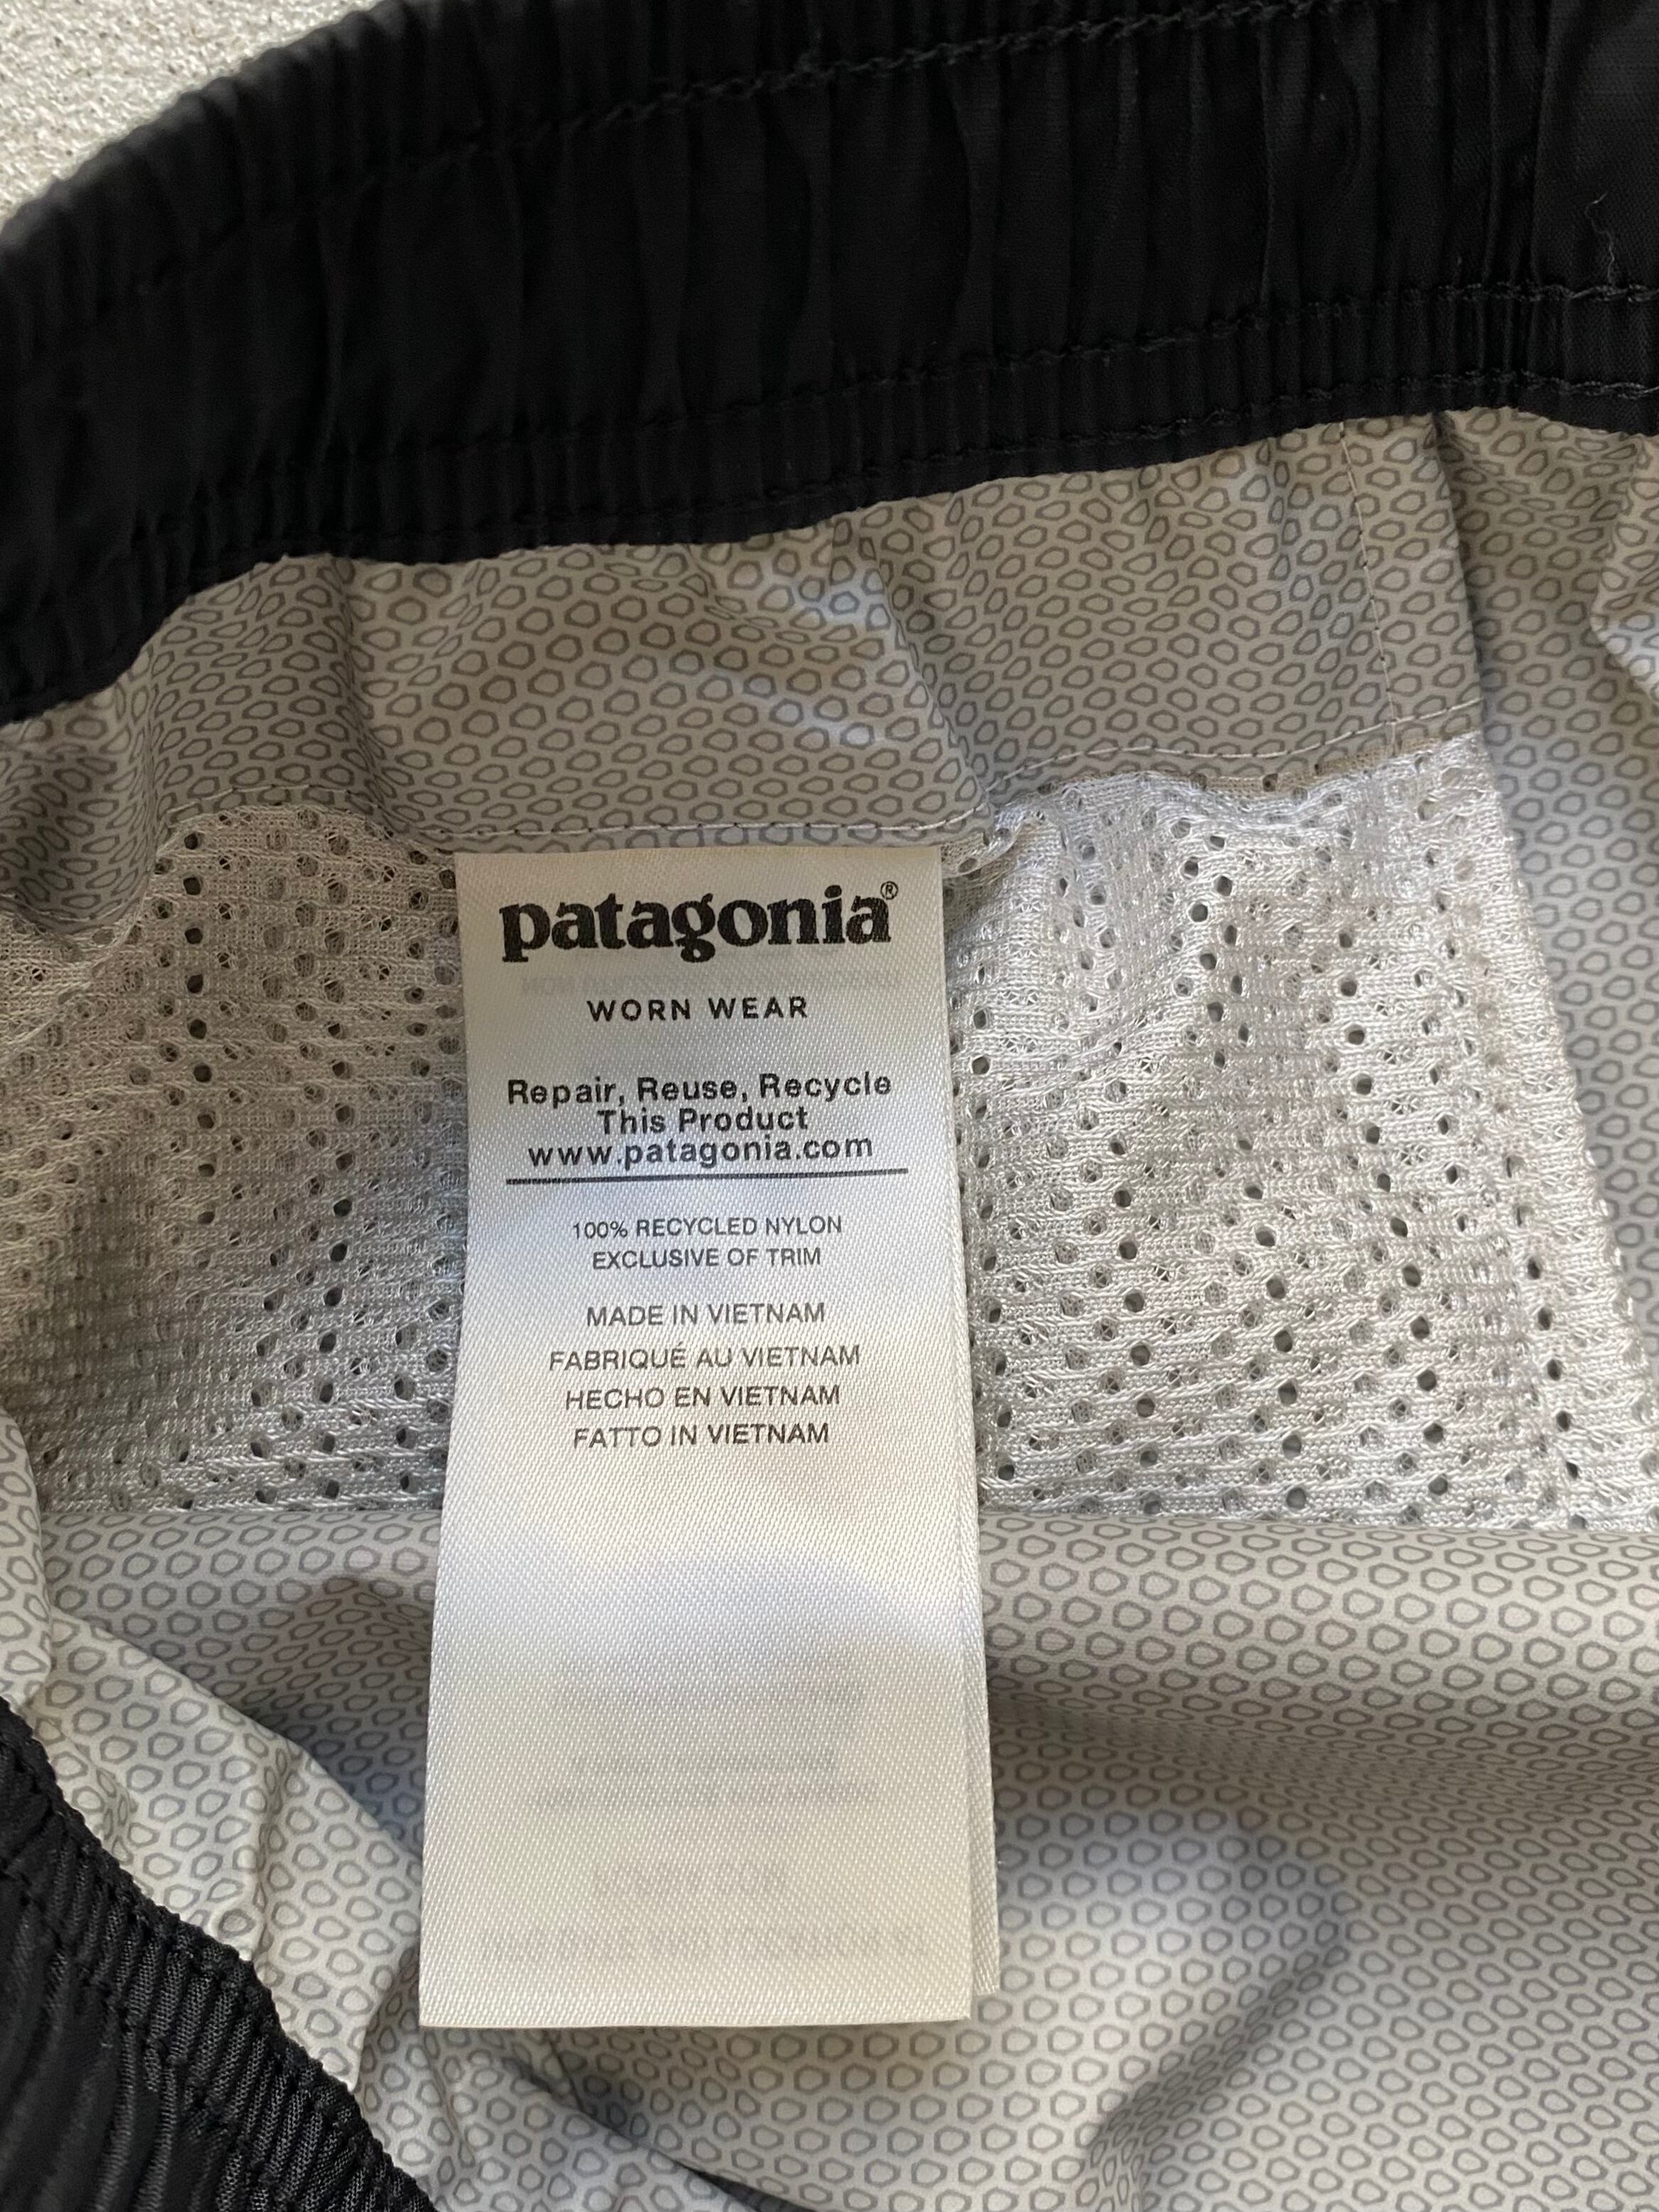 patagonia®
WORN WEAR
Repair, Reuse, Recycle
This Product
www.patagonia.com
100% RECYCLED NYLON
EXCLUSIVE OF TRIM
MADE IN VIETNAM
FABRIQUÉ AU VIETNAM
HECHO EN VIETNAM
FATTO IN VIETNAM